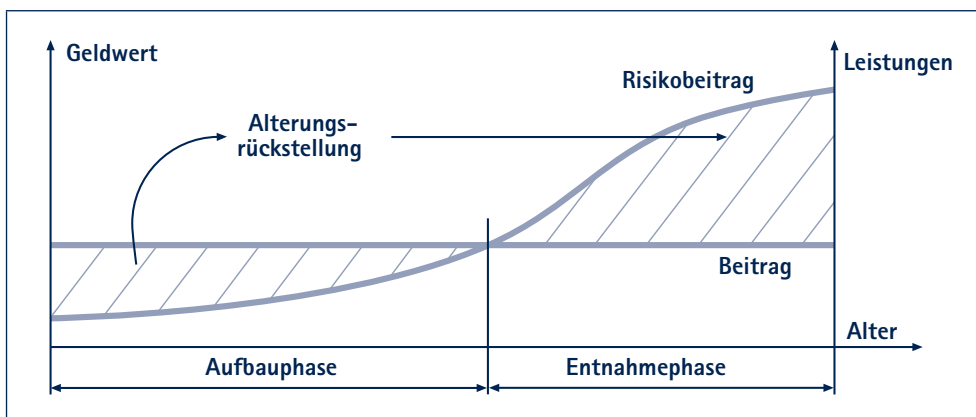 Geldwert
Leistungen
Risikobeitrag
Alterungs-
rückstellung
Beitrag
Alter
Aufbauphase
Entnahmephase